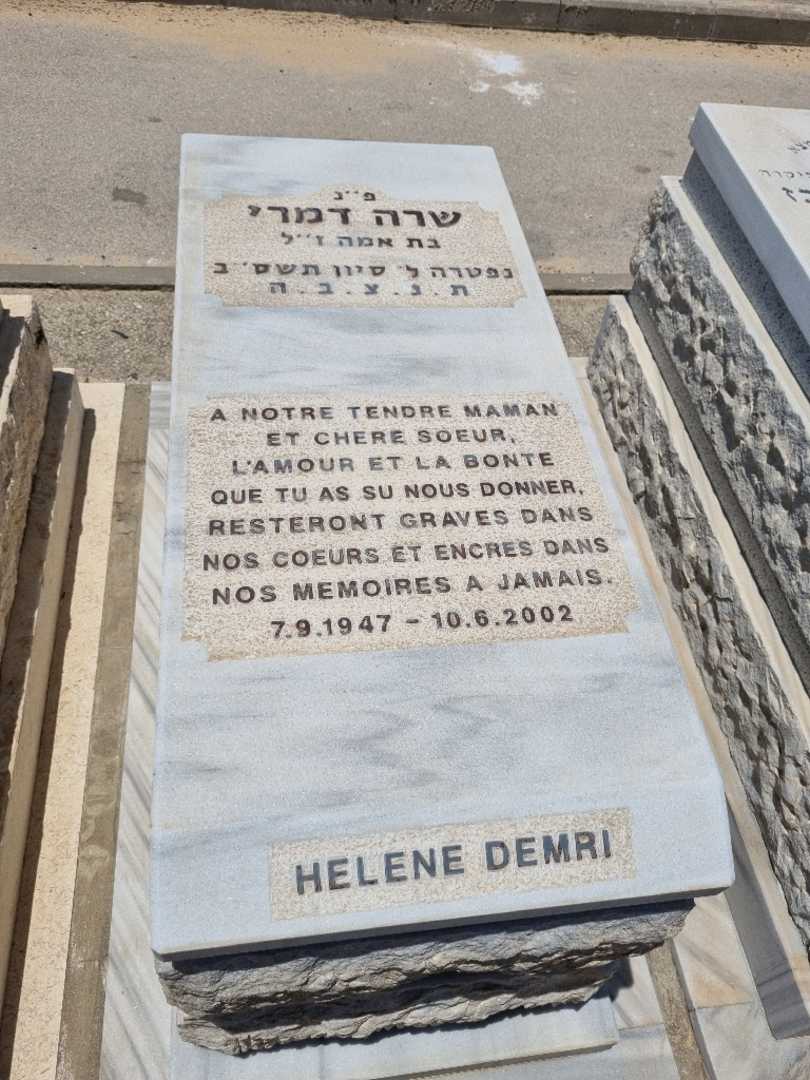 פ״נ
שרה דמרי
בת אמה ז״ל
נפטרה ל׳ סיון תשס״ב
ת.נ.צ.ב.ה
A NOTRE TENDRE MAMAN
ET CHERE SOEUR,
L'AMOUR ET LA BONTE
QUE TU AS SU NOUS DONNER,
RESTERONT GRAVES DANS
NOS COEURS ET ENCRES DANS
NOS MEMOIRES A JAMAIS.
7.9.1947 - 10.6.2002
HELENE DEMRI